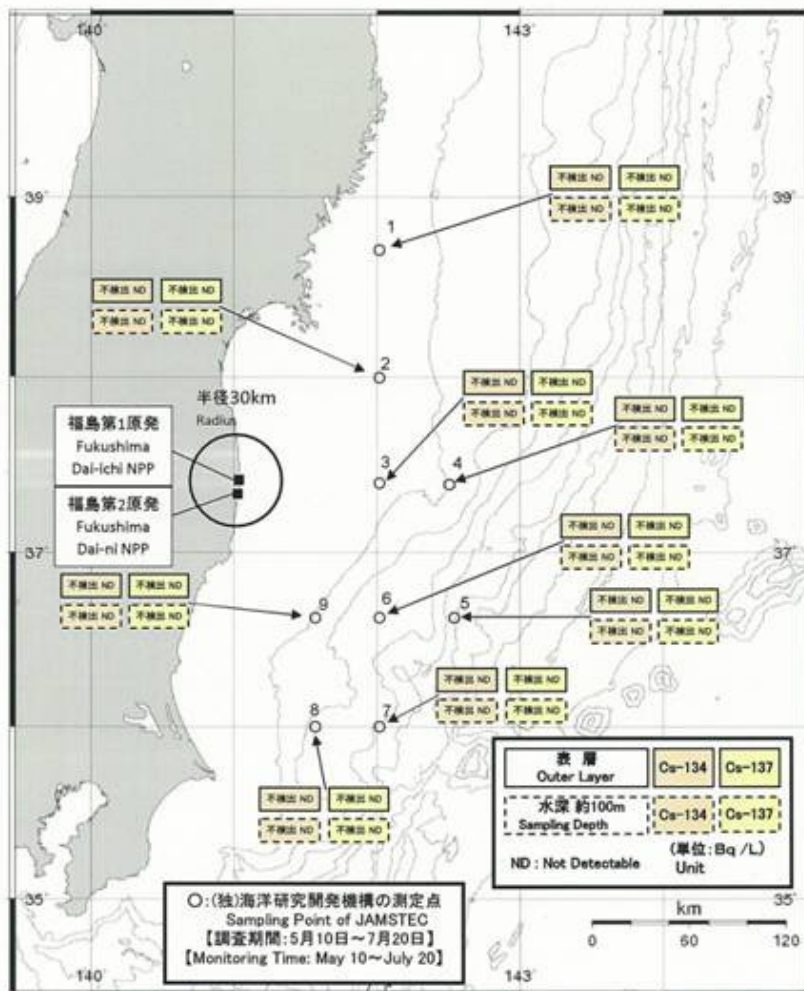 140°
143°
39°
不検出 ND 不検出 ND
不検出 ND 不検出 ND
1
不検出 ND 不検出 ND
不検出 ND 不検出 ND
2
半径30km
Radius
不検出 ND 不検出 ND
不検出 ND 不検出 ND
3
不検出 ND 不検出 ND
不検出 ND 不検出 ND
4
福島第1原発
Fukushima
Dai-ichi NPP
福島第2原発
Fukushima
Dai-ni NPP
37°
37°
不検出 ND 不検出 ND
不検出 ND 不検出 ND
6
不検出 ND 不検出 ND
不検出 ND 不検出 ND
9
不検出 ND 不検出 ND
不検出 ND 不検出 ND
5
不検出 ND 不検出 ND
不検出 ND 不検出 ND
7
8
不検出 ND 不検出 ND
不検出 ND 不検出 ND
表 層
Outer Layer
Cs-134 Cs-137
水深 約100m
Sampling Depth
Cs-134 Cs-137
(単位:Bq /L)
ND : Not Detectable Unit
35°
○:(独)海洋研究開発機構の測定点
Sampling Point of JAMSTEC
【調査期間:5月10日～7月20日】
【Monitoring Time: May 10～July 20】
km
0 60 120
140°
143°